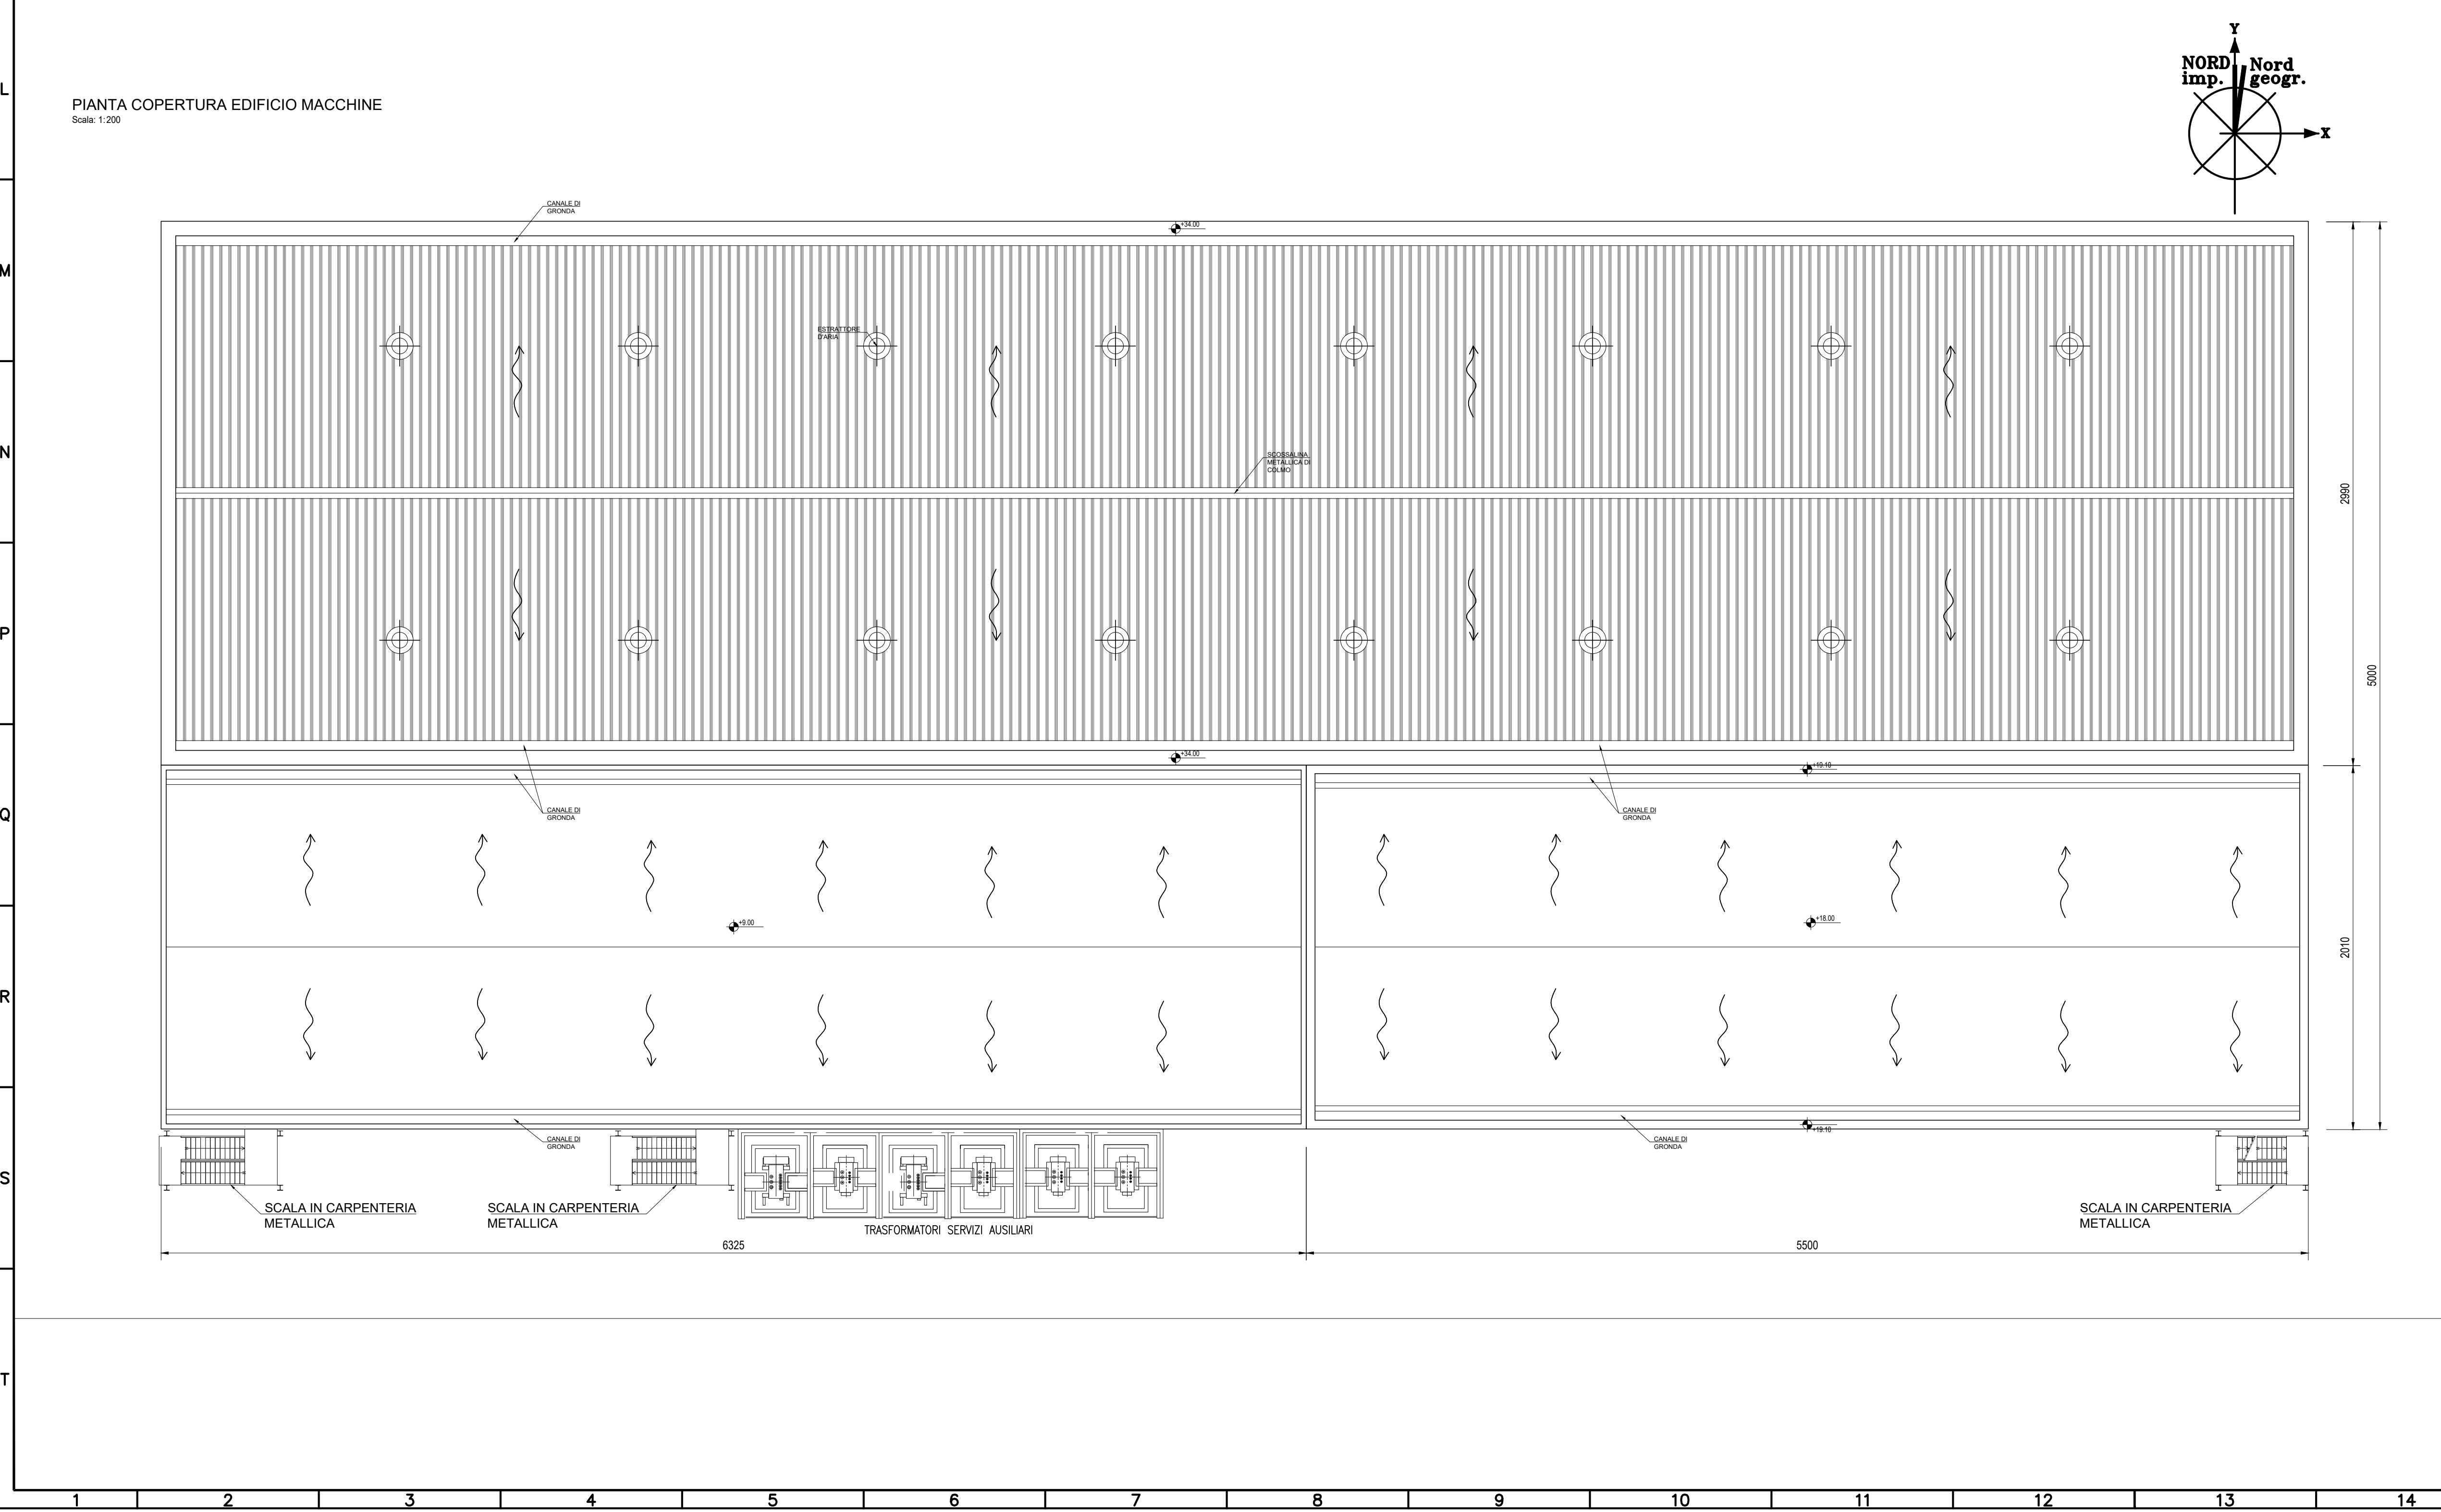 Y
NORD
imp.
Nord
geogr.
X
L
PIANTA COPERTURA EDIFICIO MACCHINE
Scala: 1:200
CANALE DI
GRONDA
+34.00
M
ESTRATTORE
D'ARIA
N
SCOSSALINA
METALLICA DI
COLMO
2990
P
5000
+34.00
+19.10
Q
CANALE DI
GRONDA
CANALE DI
GRONDA
+9.00
+18.00
2010
R
CANALE DI
GRONDA
+19.10
CANALE DI
GRONDA
S
SCALA IN CARPENTERIA
METALLICA
SCALA IN CARPENTERIA
METALLICA
SCALA IN CARPENTERIA
METALLICA
TRASFORMATORI SERVIZI AUSILIARI
6325
5500
T
1 2 3 4 5 6 7 8 9 10 11 12 13 14